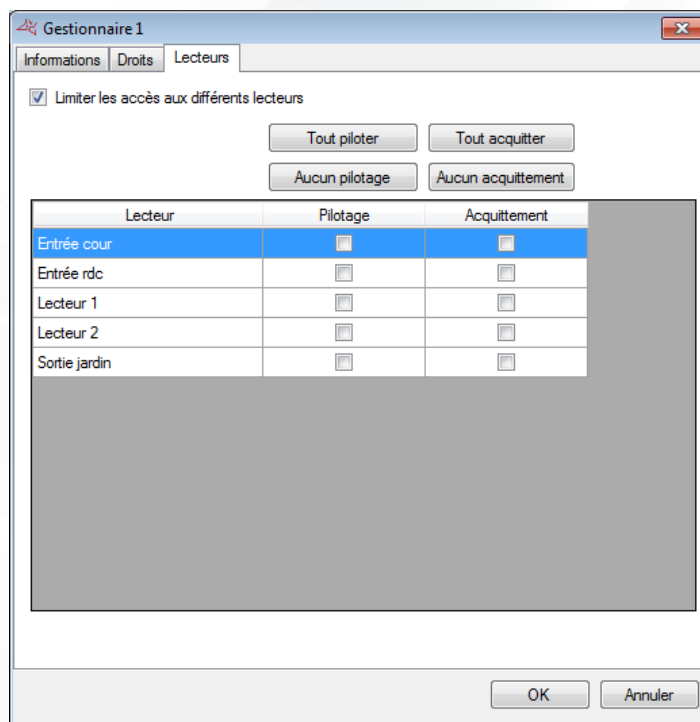 Gestionnaire 1
Informations Droits Lecteurs
Limiter les accès aux différents lecteurs
Tout piloter Tout acquitter
Aucun pilotage Aucun acquittement
Lecteur Pilotage Acquittement
Entrée cour
Entrée rdc
Lecteur 1
Lecteur 2
Sortie jardin
OK Annuler